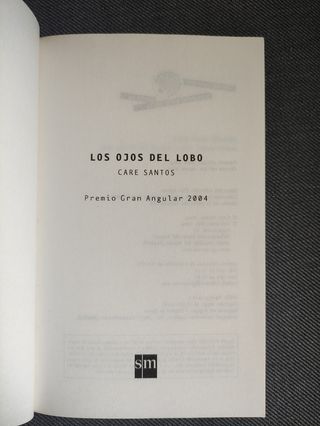 LOS OJOS DEL LOBO
CARE SANTOS
Premio Gran Angular 2004
sm